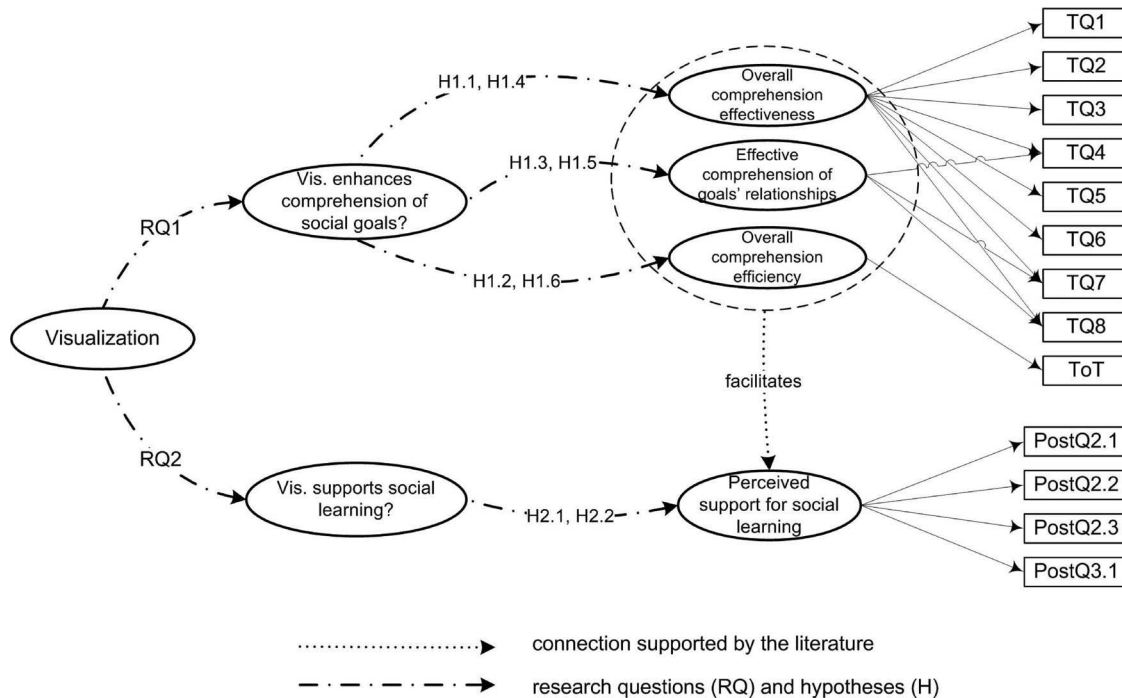 TQ1
TQ2
TQ3
TQ4
TQ5
TQ6
TQ7
TQ8
ToT
H1.1, H1.4
Overall
comprehension
effectiveness
H1.3, H1.5
Effective
comprehension of
goals' relationships
Vis. enhances
comprehension of
social goals?
RQ1
H1.2, H1.6
Overall
comprehension
efficiency
Visualization
facilitates
RQ2
Vis. supports social
learning?
H2.1, H2.2
Perceived
support for social
learning
PostQ2.1
PostQ2.2
PostQ2.3
PostQ3.1
connection supported by the literature
research questions (RQ) and hypotheses (H)